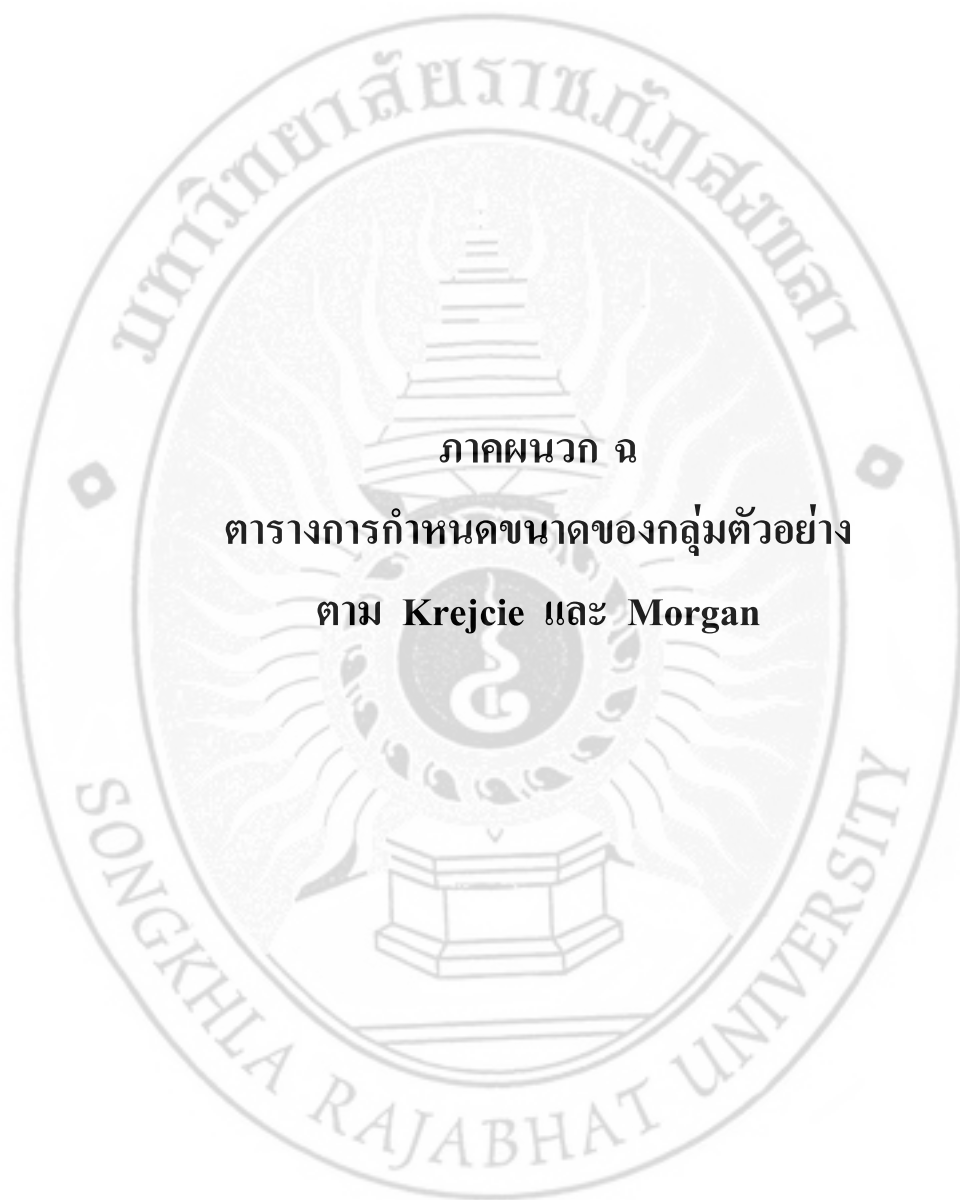 มหาวิทยาลัยราชภัฏสงขลา
ภาคผนวก ฉ
ตารางการกำหนดขนาดของกลุ่มตัวอย่าง
ตาม Krejcie และ Morgan
SONGKHLA RAJABHAT UNIVERSITY